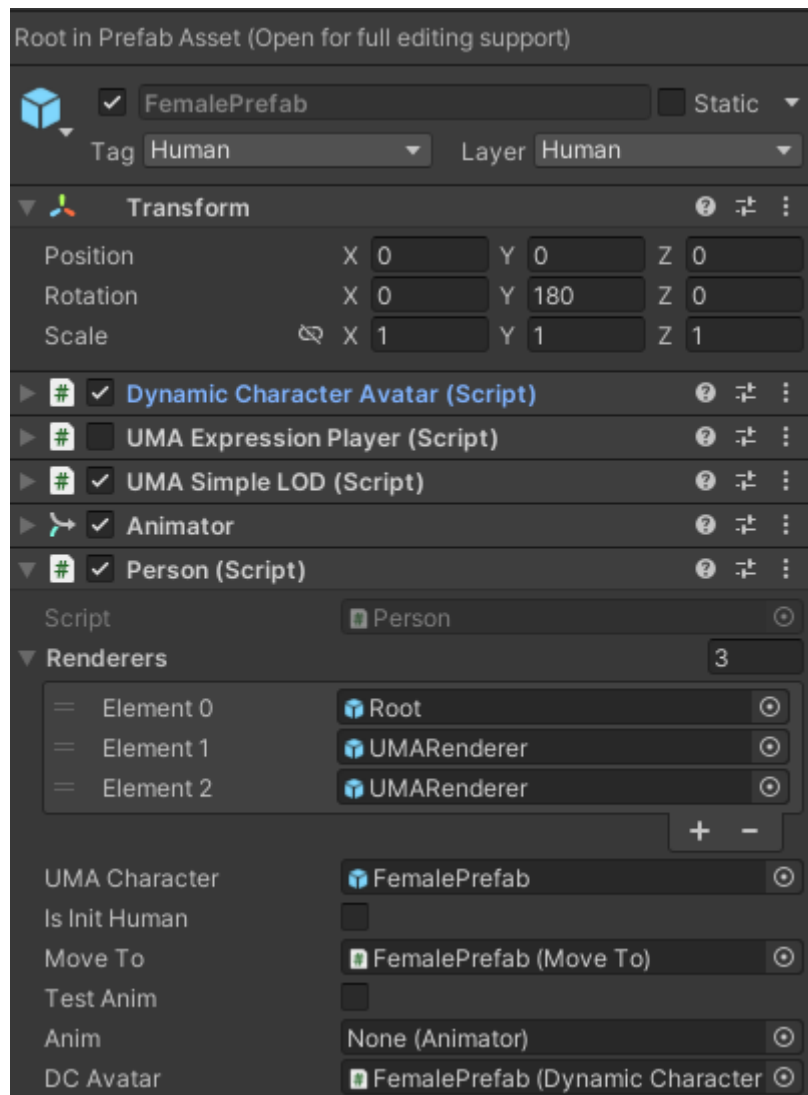 Root in Prefab Asset (Open for full editing support)
FemalePrefab Static
Tag Human Layer Human
Transform
Position X 0 Y 0 Z 0
Rotation X 0 Y 180 Z 0
Scale X 1 Y 1 Z 1
# Dynamic Character Avatar (Script)
# UMA Expression Player (Script)
# UMA Simple LOD (Script)
Animator
# Person (Script)
Script # Person
Renderers 3
Element 0 Root
Element 1 UMARenderer
Element 2 UMARenderer
+ -
UMA Character FemalePrefab
Is Init Human
Move To # FemalePrefab (Move To)
Test Anim
Anim None (Animator)
DC Avatar # FemalePrefab (Dynamic Character